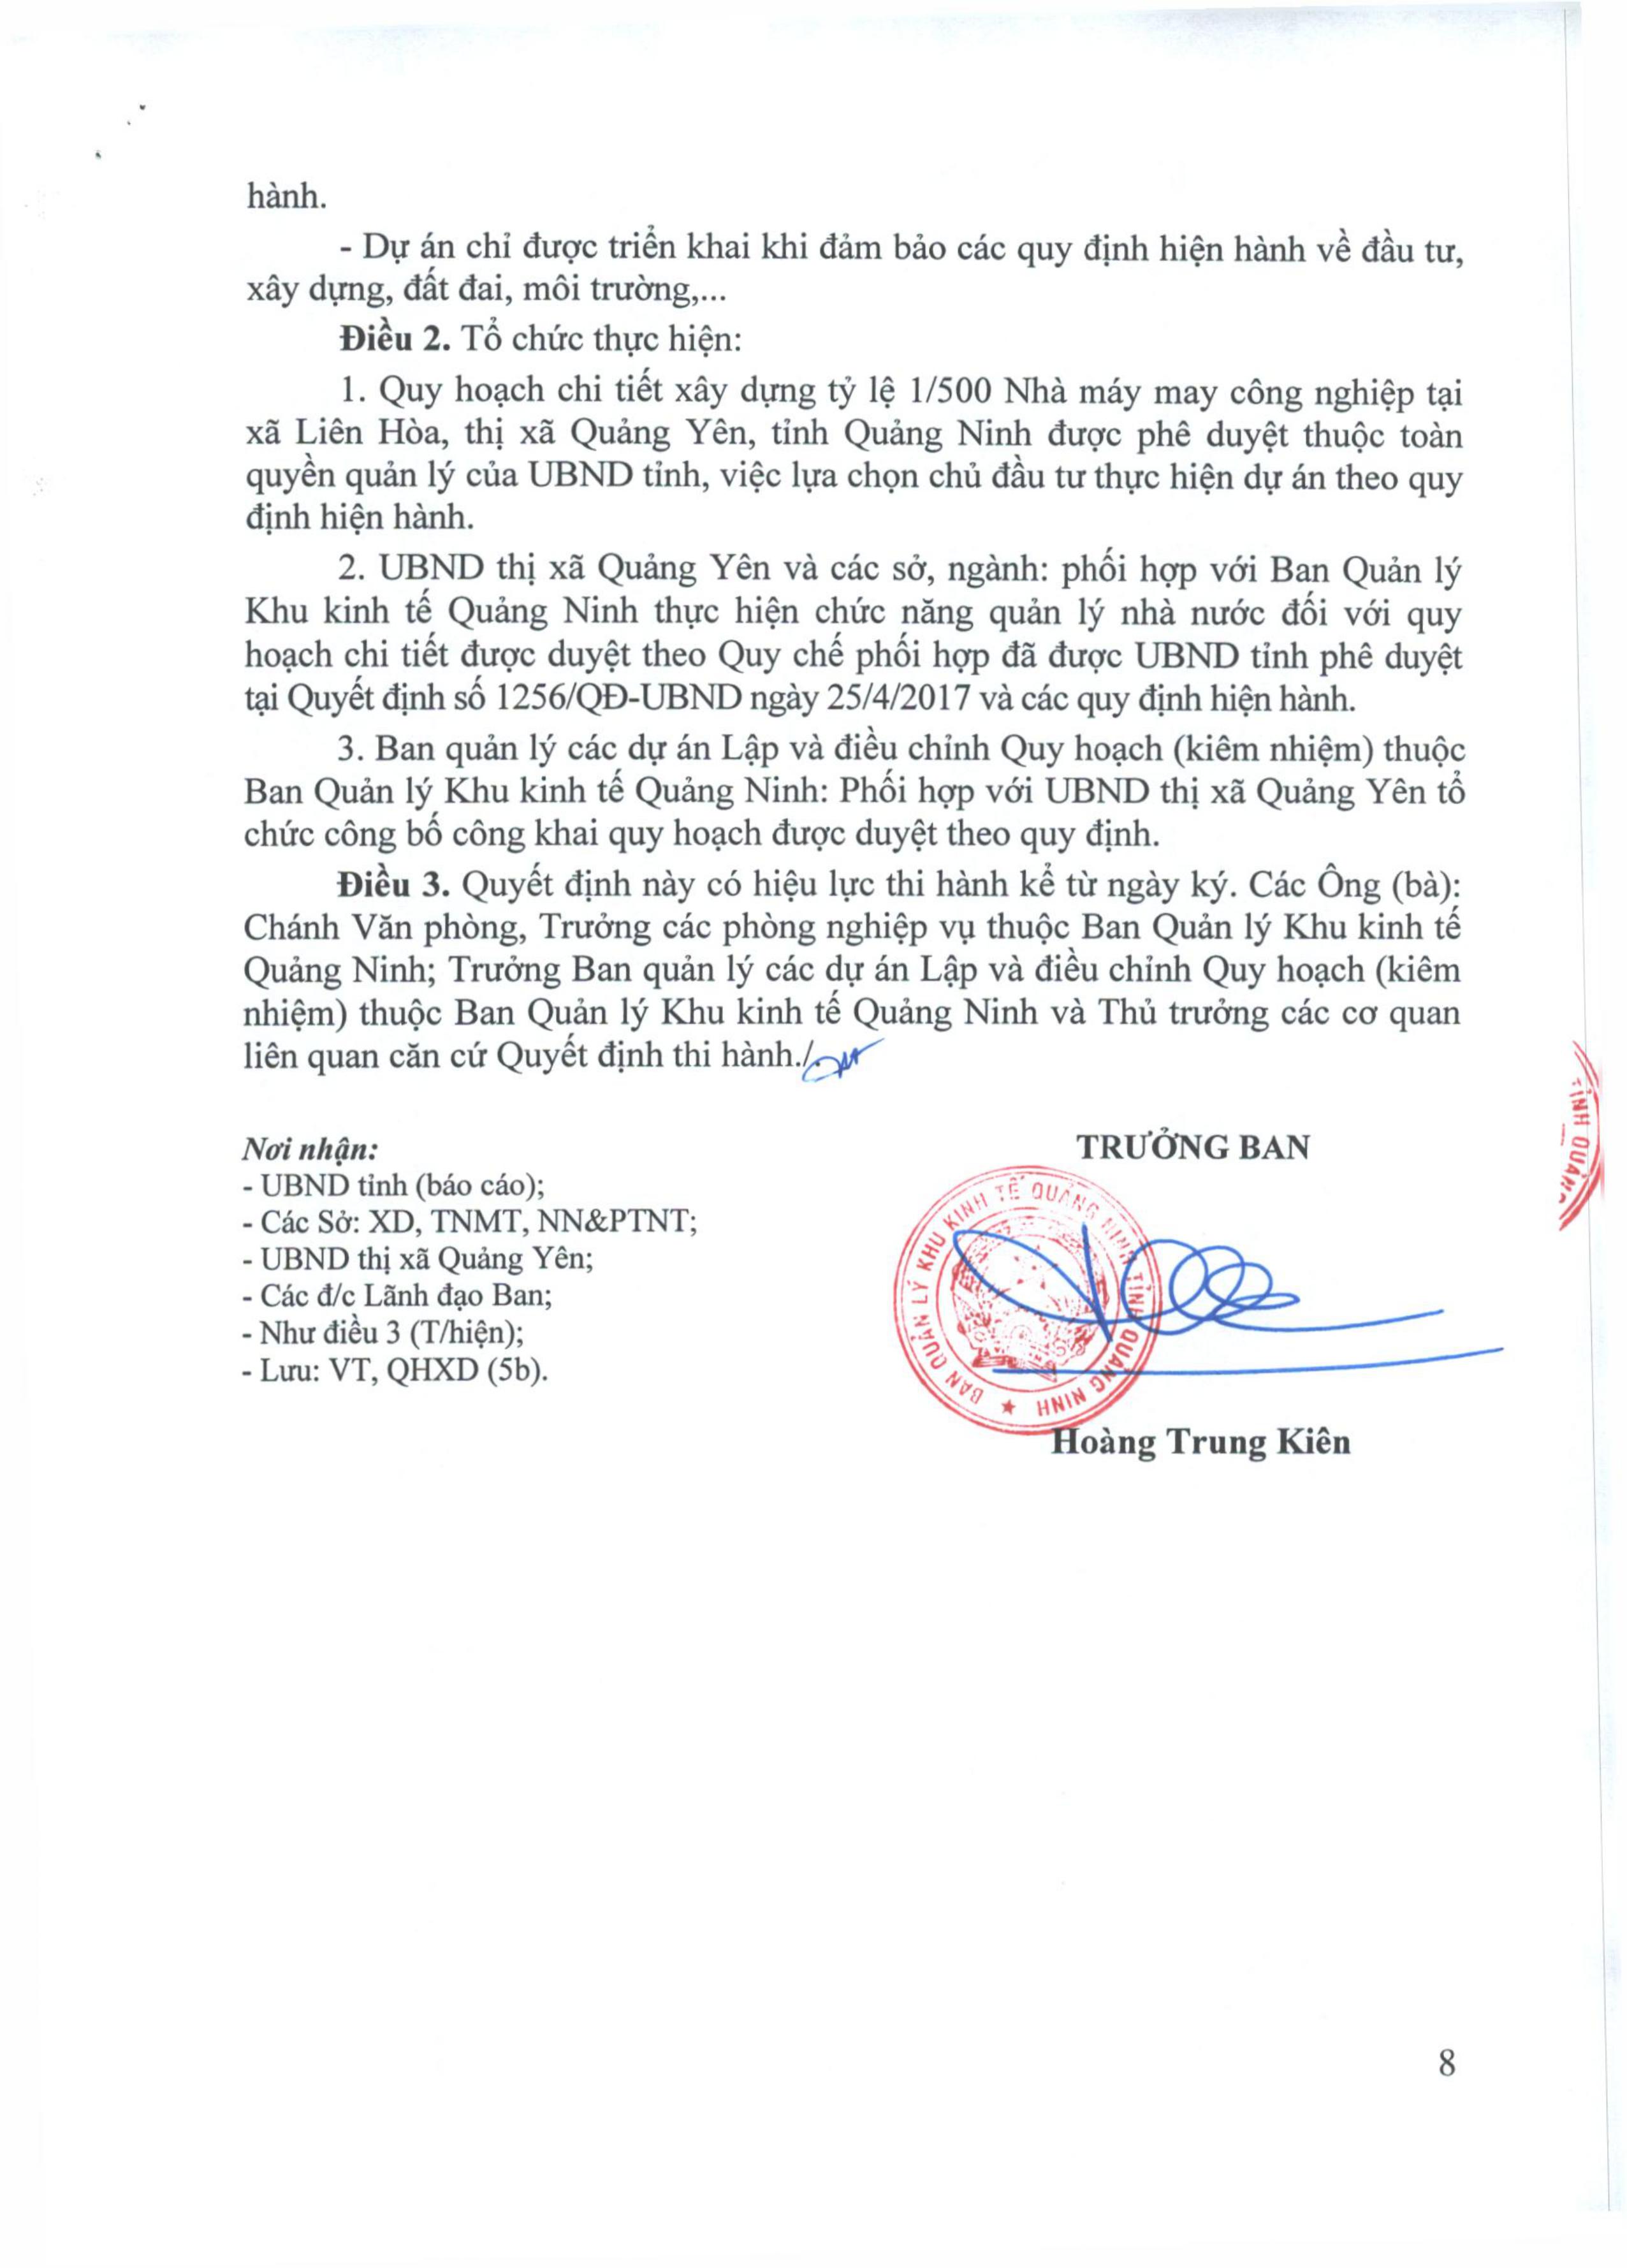 hành.
- Dự án chỉ được triển khai khi đảm bảo các quy định hiện hành về đầu tư,
xây dựng, đất đai, môi trường,...
Điều 2. Tổ chức thực hiện:
1. Quy hoạch chi tiết xây dựng tỷ lệ 1/500 Nhà máy may công nghiệp tại
xã Liên Hòa, thị xã Quảng Yên, tỉnh Quảng Ninh được phê duyệt thuộc toàn
quyền quản lý của UBND tỉnh, việc lựa chọn chủ đầu tư thực hiện dự án theo quy
định hiện hành.
2. UBND thị xã Quảng Yên và các sở, ngành: phối hợp với Ban Quản lý
Khu kinh tế Quảng Ninh thực hiện chức năng quản lý nhà nước đối với quy
hoạch chi tiết được duyệt theo Quy chế phối hợp đã được UBND tỉnh phê duyệt
tại Quyết định số 1256/QĐ-UBND ngày 25/4/2017 và các quy định hiện hành.
3. Ban quản lý các dự án Lập và điều chỉnh Quy hoạch (kiêm nhiệm) thuộc
Ban Quản lý Khu kinh tế Quảng Ninh: Phối hợp với UBND thị xã Quảng Yên tổ
chức công bố công khai quy hoạch được duyệt theo quy định.
Điều 3. Quyết định này có hiệu lực thi hành kể từ ngày ký. Các Ông (bà):
Chánh Văn phòng, Trưởng các phòng nghiệp vụ thuộc Ban Quản lý Khu kinh tế
Quảng Ninh; Trưởng Ban quản lý các dự án Lập và điều chỉnh Quy hoạch (kiêm
nhiệm) thuộc Ban Quản lý Khu kinh tế Quảng Ninh và Thủ trưởng các cơ quan
liên quan căn cứ Quyết định thi hành./.
Nơi nhận:
- UBND tỉnh (báo cáo);
- Các Sở: XD, TNMT, NN&PTNT;
- UBND thị xã Quảng Yên;
- Các đ/c Lãnh đạo Ban;
- Như điều 3 (T/hiện);
- Lưu: VT, QHXD (5b).
TRƯỞNG BAN
BAN QUẢN LÝ KHU KINH TẾ QUẢNG NINH TỈNH QUẢNG NINH
Hoàng Trung Kiên
TỈNH QUẢNG
8